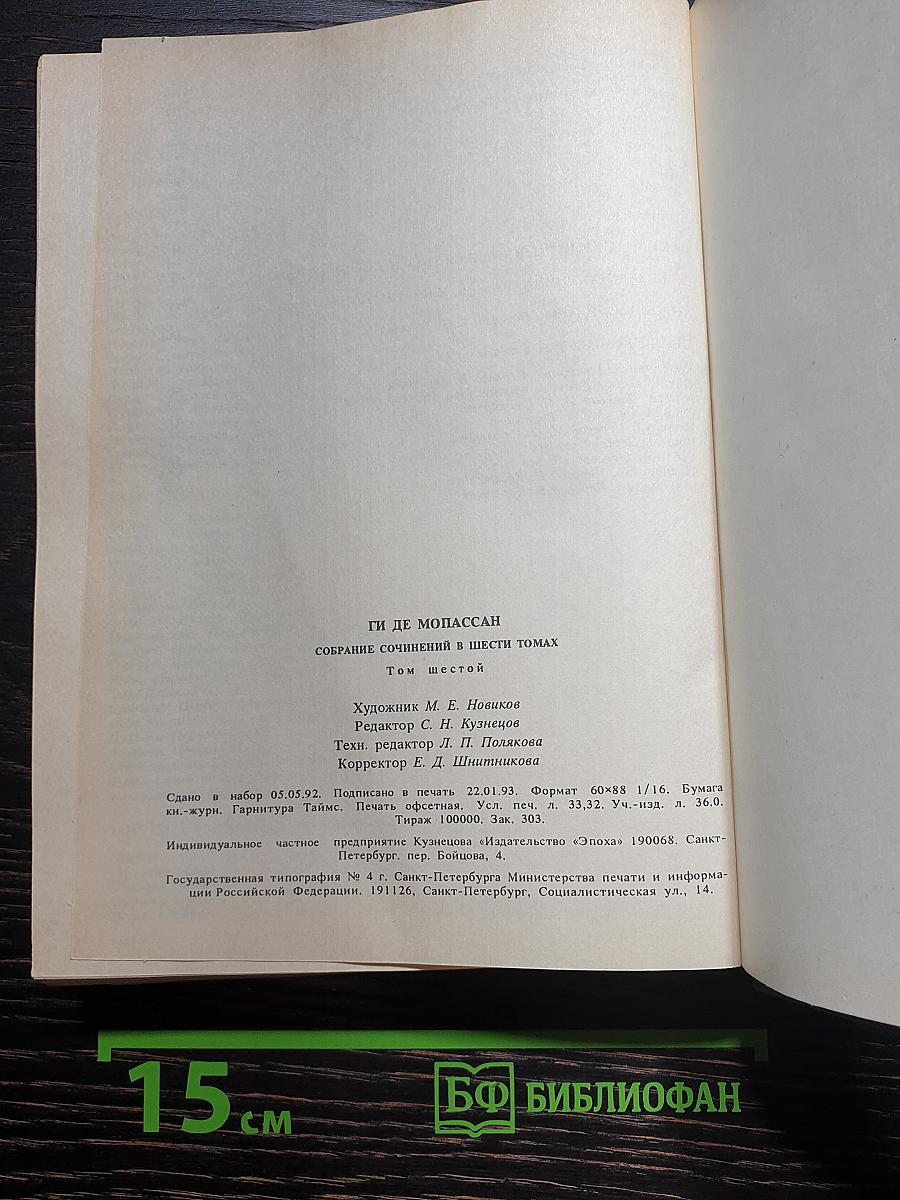 ГИ ДЕ МОПАССАН
СОБРАНИЕ СОЧИНЕНИЙ В ШЕСТИ ТОМАХ
Том шестой
Художник М. Е. Новиков
Редактор С. Н. Кузнецов
Техн. редактор Л. П. Полякова
Корректор Е. Д. Шнитникова
Сдано в набор 05.05.92. Подписано в печать 22.01.93. Формат 60×88 1/16. Бумага
кн.-журн. Гарнитура Таймс. Печать офсетная. Усл. печ. л. 33,32. Уч.-изд. л. 36.0.
Тираж 100000. Зак. 303.
Индивидуальное частное предприятие Кузнецова «Издательство «Эпоха» 190068. Санкт-
Петербург. пер. Бойцова, 4.
Государственная типография № 4 г. Санкт-Петербурга Министерства печати и информа-
ции Российской Федерации. 191126, Санкт-Петербург, Социалистическая ул., 14.
15 см
БФ БИБЛИОФАН